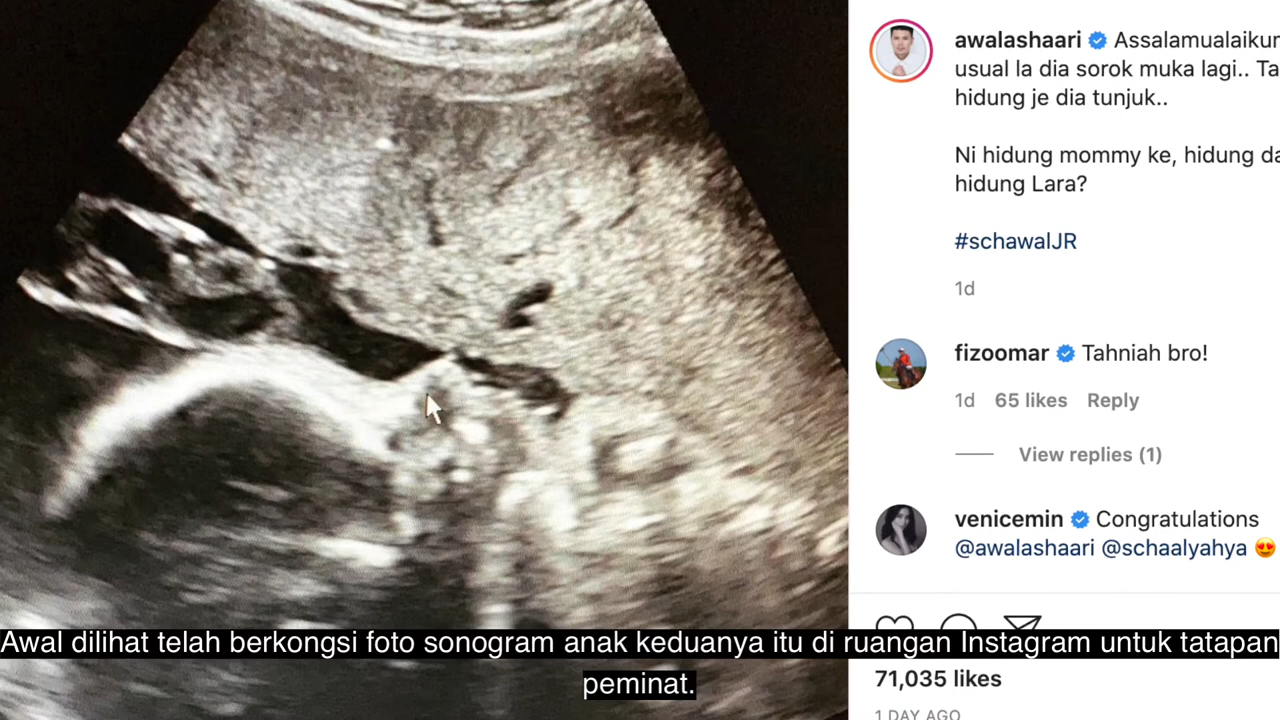 awalashaari Assalamualaikum
usual la dia sorok muka lagi..
hidung je dia tunjuk..
Ni hidung mommy ke, hidung
hidung Lara?
#schawalJR
1d
fizoomar Tahniah bro!
1d 65 likes Reply
View replies (1)
venicemin Congratulations
@awalashaari @schaalyahya 😍
Awal dilihat telah berkongsi foto sonogram anak keduanya itu di ruangan Instagram untuk tatapan
peminat.
71,035 likes
1 DAY AGO